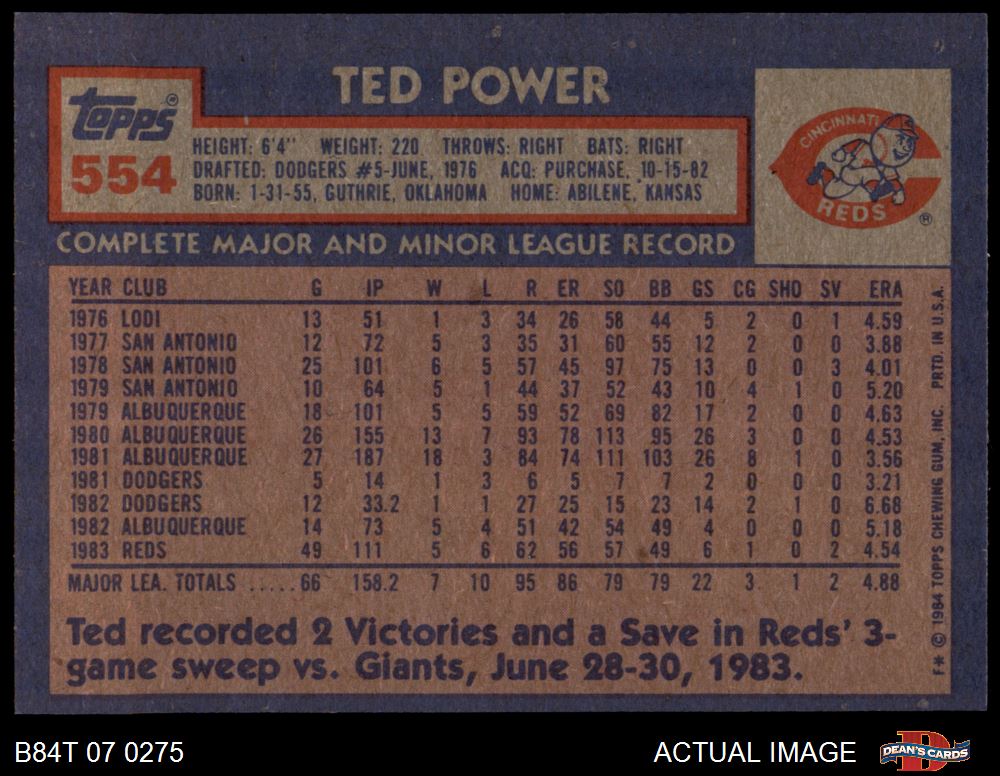 TED POWER
Topps®
554
HEIGHT: 6'4" WEIGHT: 220 THROWS: RIGHT BATS: RIGHT
DRAFTED: DODGERS #5-JUNE, 1976 ACQ: PURCHASE, 10-15-82
BORN: 1-31-55, GUTHRIE, OKLAHOMA HOME: ABILENE, KANSAS
CINCINNATI
REDS
®
COMPLETE MAJOR AND MINOR LEAGUE RECORD
YEAR CLUB G IP W L R ER SO BB GS CG SHO SV ERA
1976 LODI 13 51 1 3 34 26 58 44 5 2 0 1 4.59
1977 SAN ANTONIO 12 72 5 3 35 31 60 55 12 2 0 0 3.88
1978 SAN ANTONIO 25 101 6 5 57 45 97 75 13 0 0 3 4.01
1979 SAN ANTONIO 10 64 5 1 44 37 52 43 10 4 1 0 5.20
1979 ALBUQUERQUE 18 101 5 5 59 52 69 82 17 2 0 0 4.63
1980 ALBUQUERQUE 26 155 13 7 93 78 113 95 26 3 0 0 4.53
1981 ALBUQUERQUE 27 187 18 3 84 74 111 103 26 8 1 0 3.56
1981 DODGERS 5 14 1 3 6 5 7 7 2 0 0 0 3.21
1982 DODGERS 12 33.2 1 1 27 25 15 23 14 2 1 0 6.68
1982 ALBUQUERQUE 14 73 5 4 51 42 54 49 4 0 0 0 5.18
1983 REDS 49 111 5 6 62 56 57 49 6 1 0 2 4.54
MAJOR LEA. TOTALS ..... 66 158.2 7 10 95 86 79 79 22 3 1 2 4.88
Ted recorded 2 Victories and a Save in Reds' 3-
game sweep vs. Giants, June 28-30, 1983.
F* © 1984 TOPPS CHEWING GUM, INC. PRTD. IN U.S.A.
B84T 07 0275
ACTUAL IMAGE
D
DEAN'S CARDS